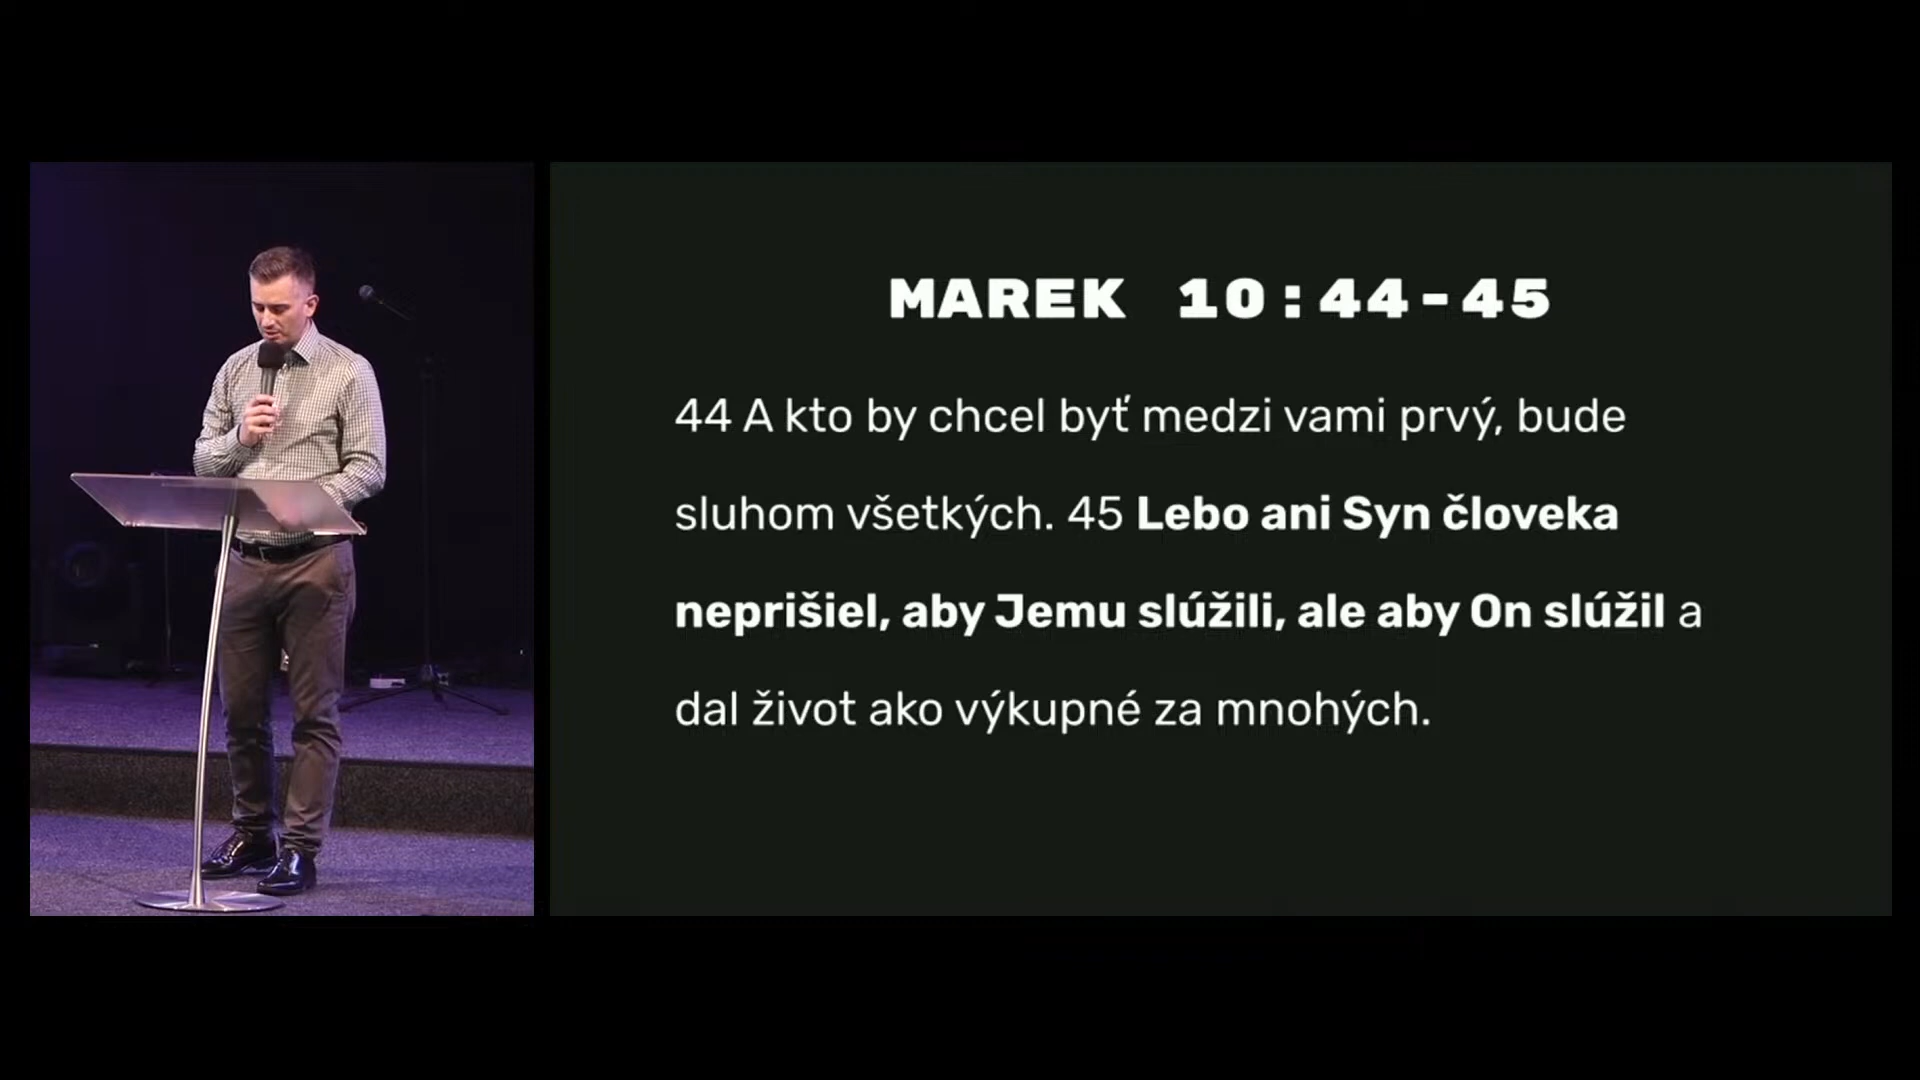 MAREK 10:44-45
44 A kto by chcel byť medzi vami prvý, bude
sluhom všetkých. 45 Lebo ani Syn človeka
neprišiel, aby Jemu slúžili, ale aby On slúžil a
dal život ako výkupné za mnohých.